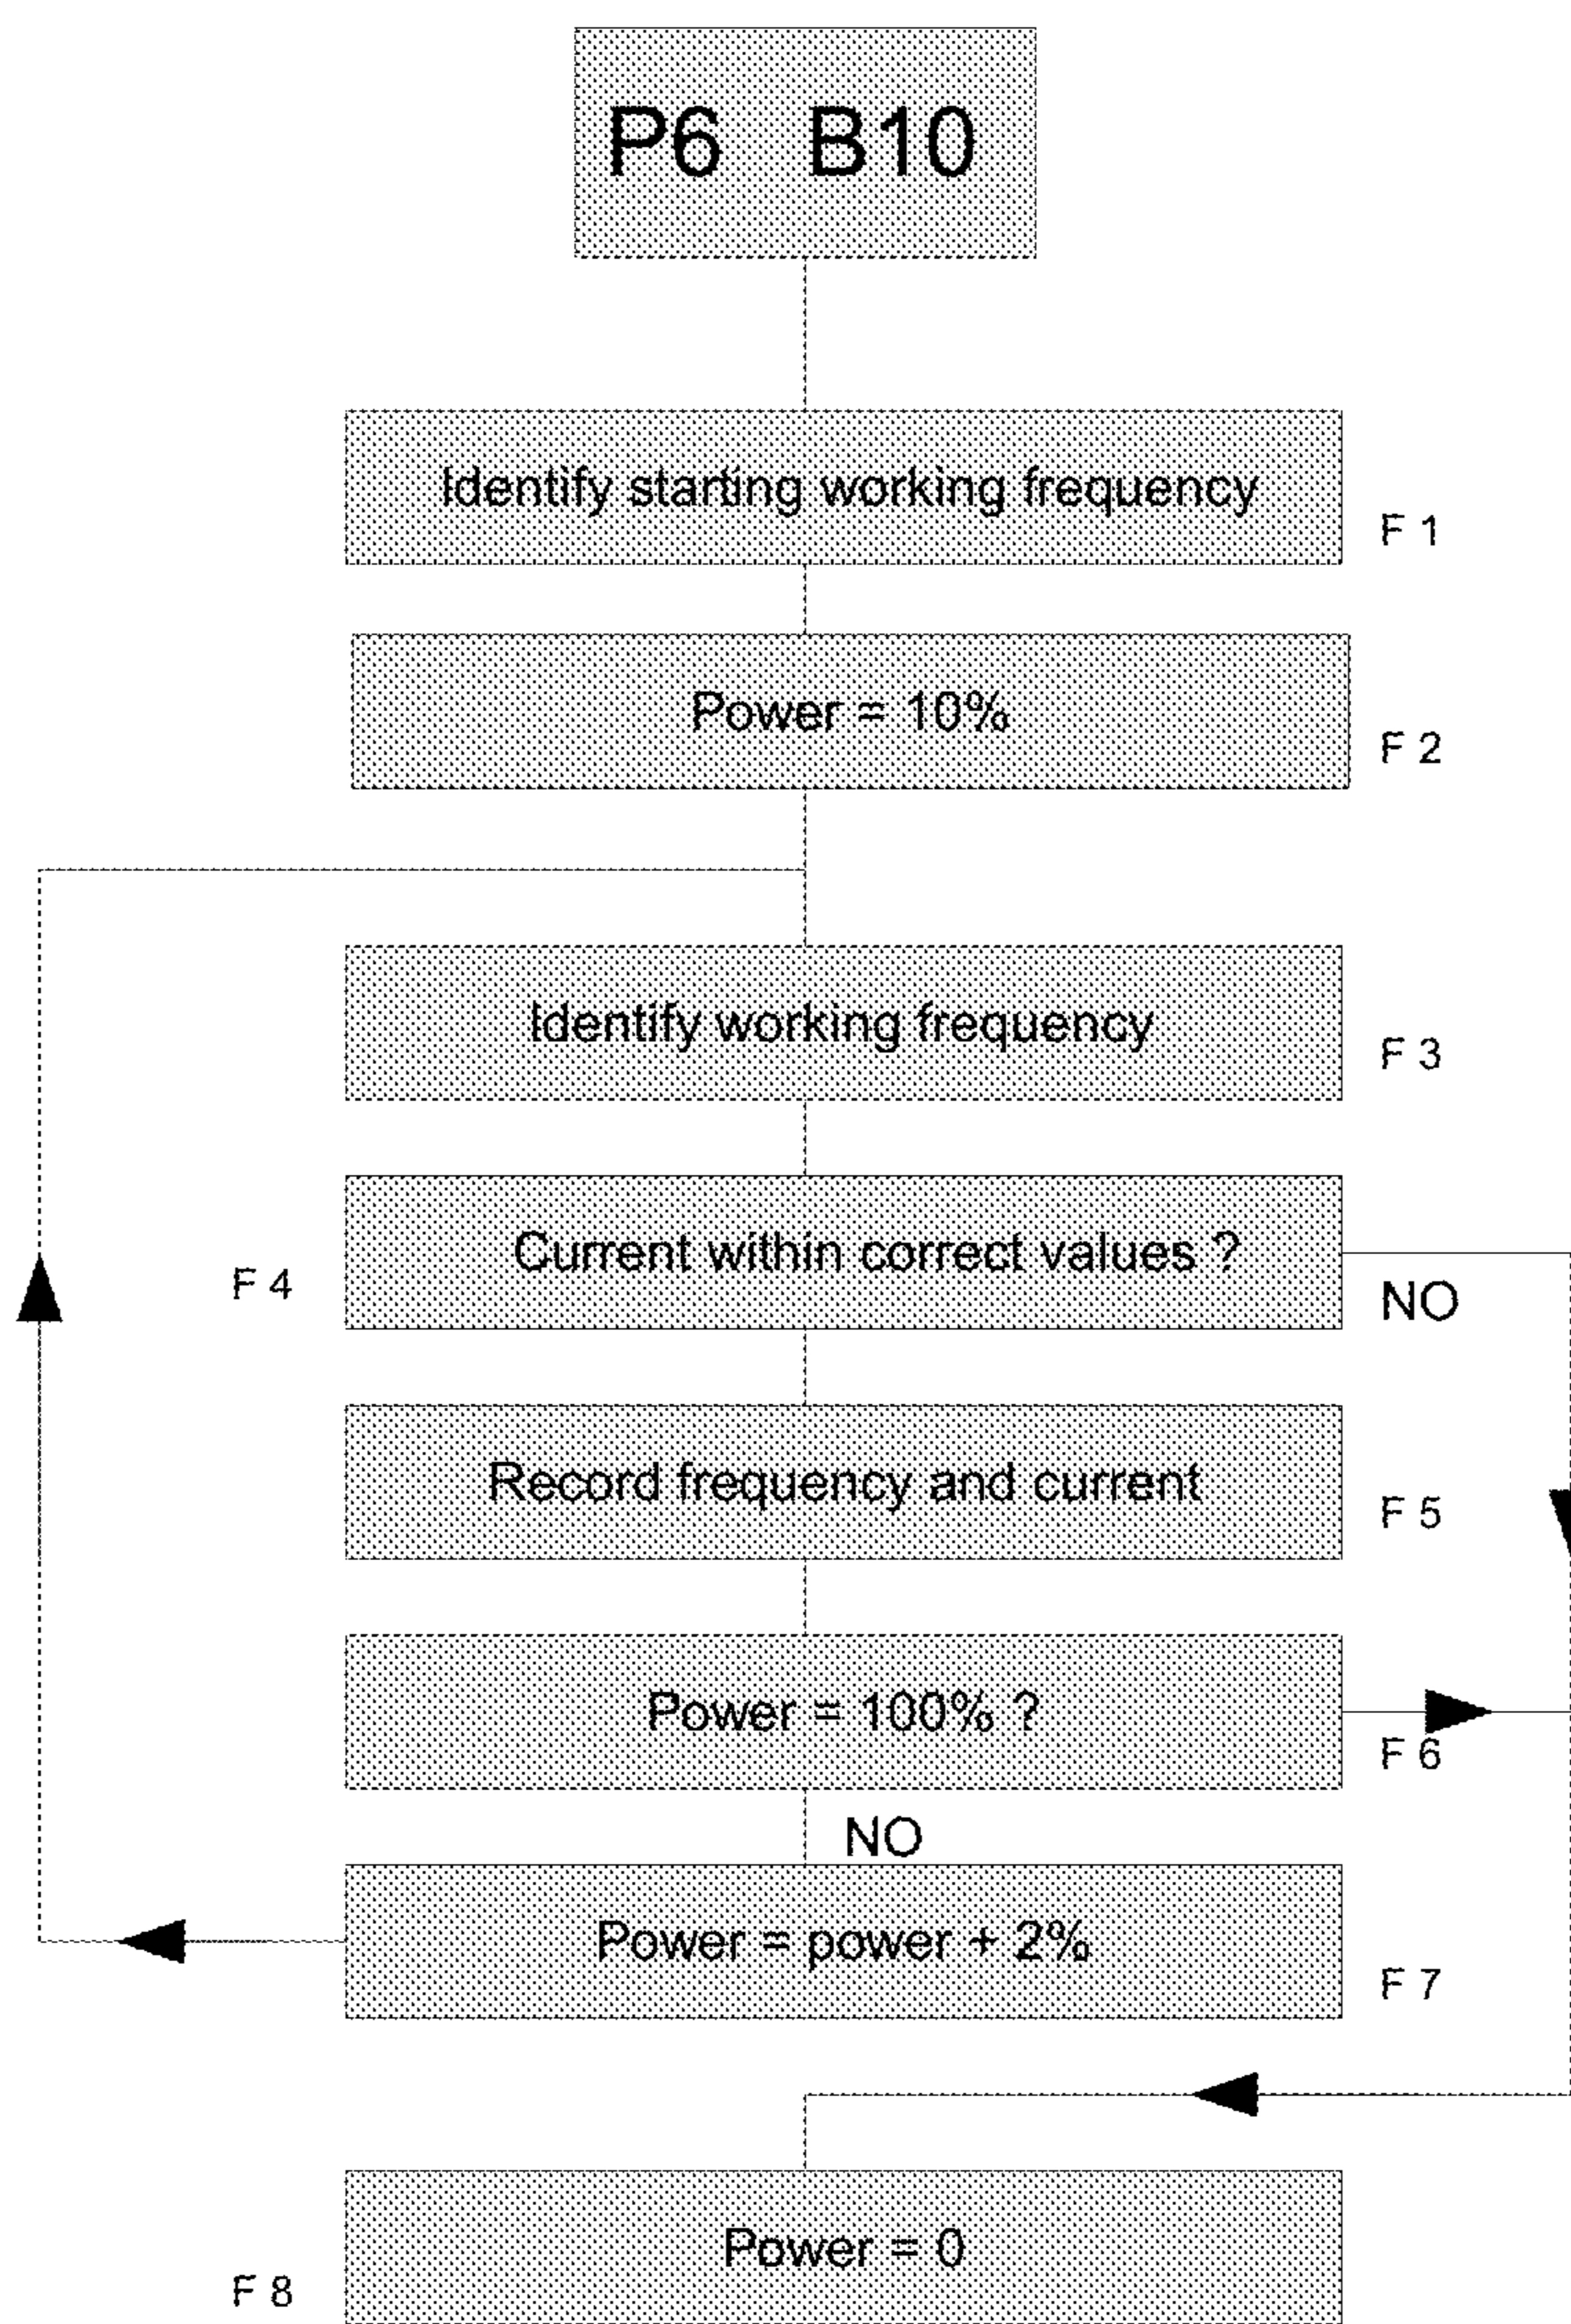 P6 B10
Identify starting working frequency
F 1
Power = 10%
F 2
Identify working frequency
F 3
Current within correct values ?
F 4
NO
Record frequency and current
F 5
Power = 100% ?
F 6
NO
Power = power + 2%
F 7
Power = 0
F 8